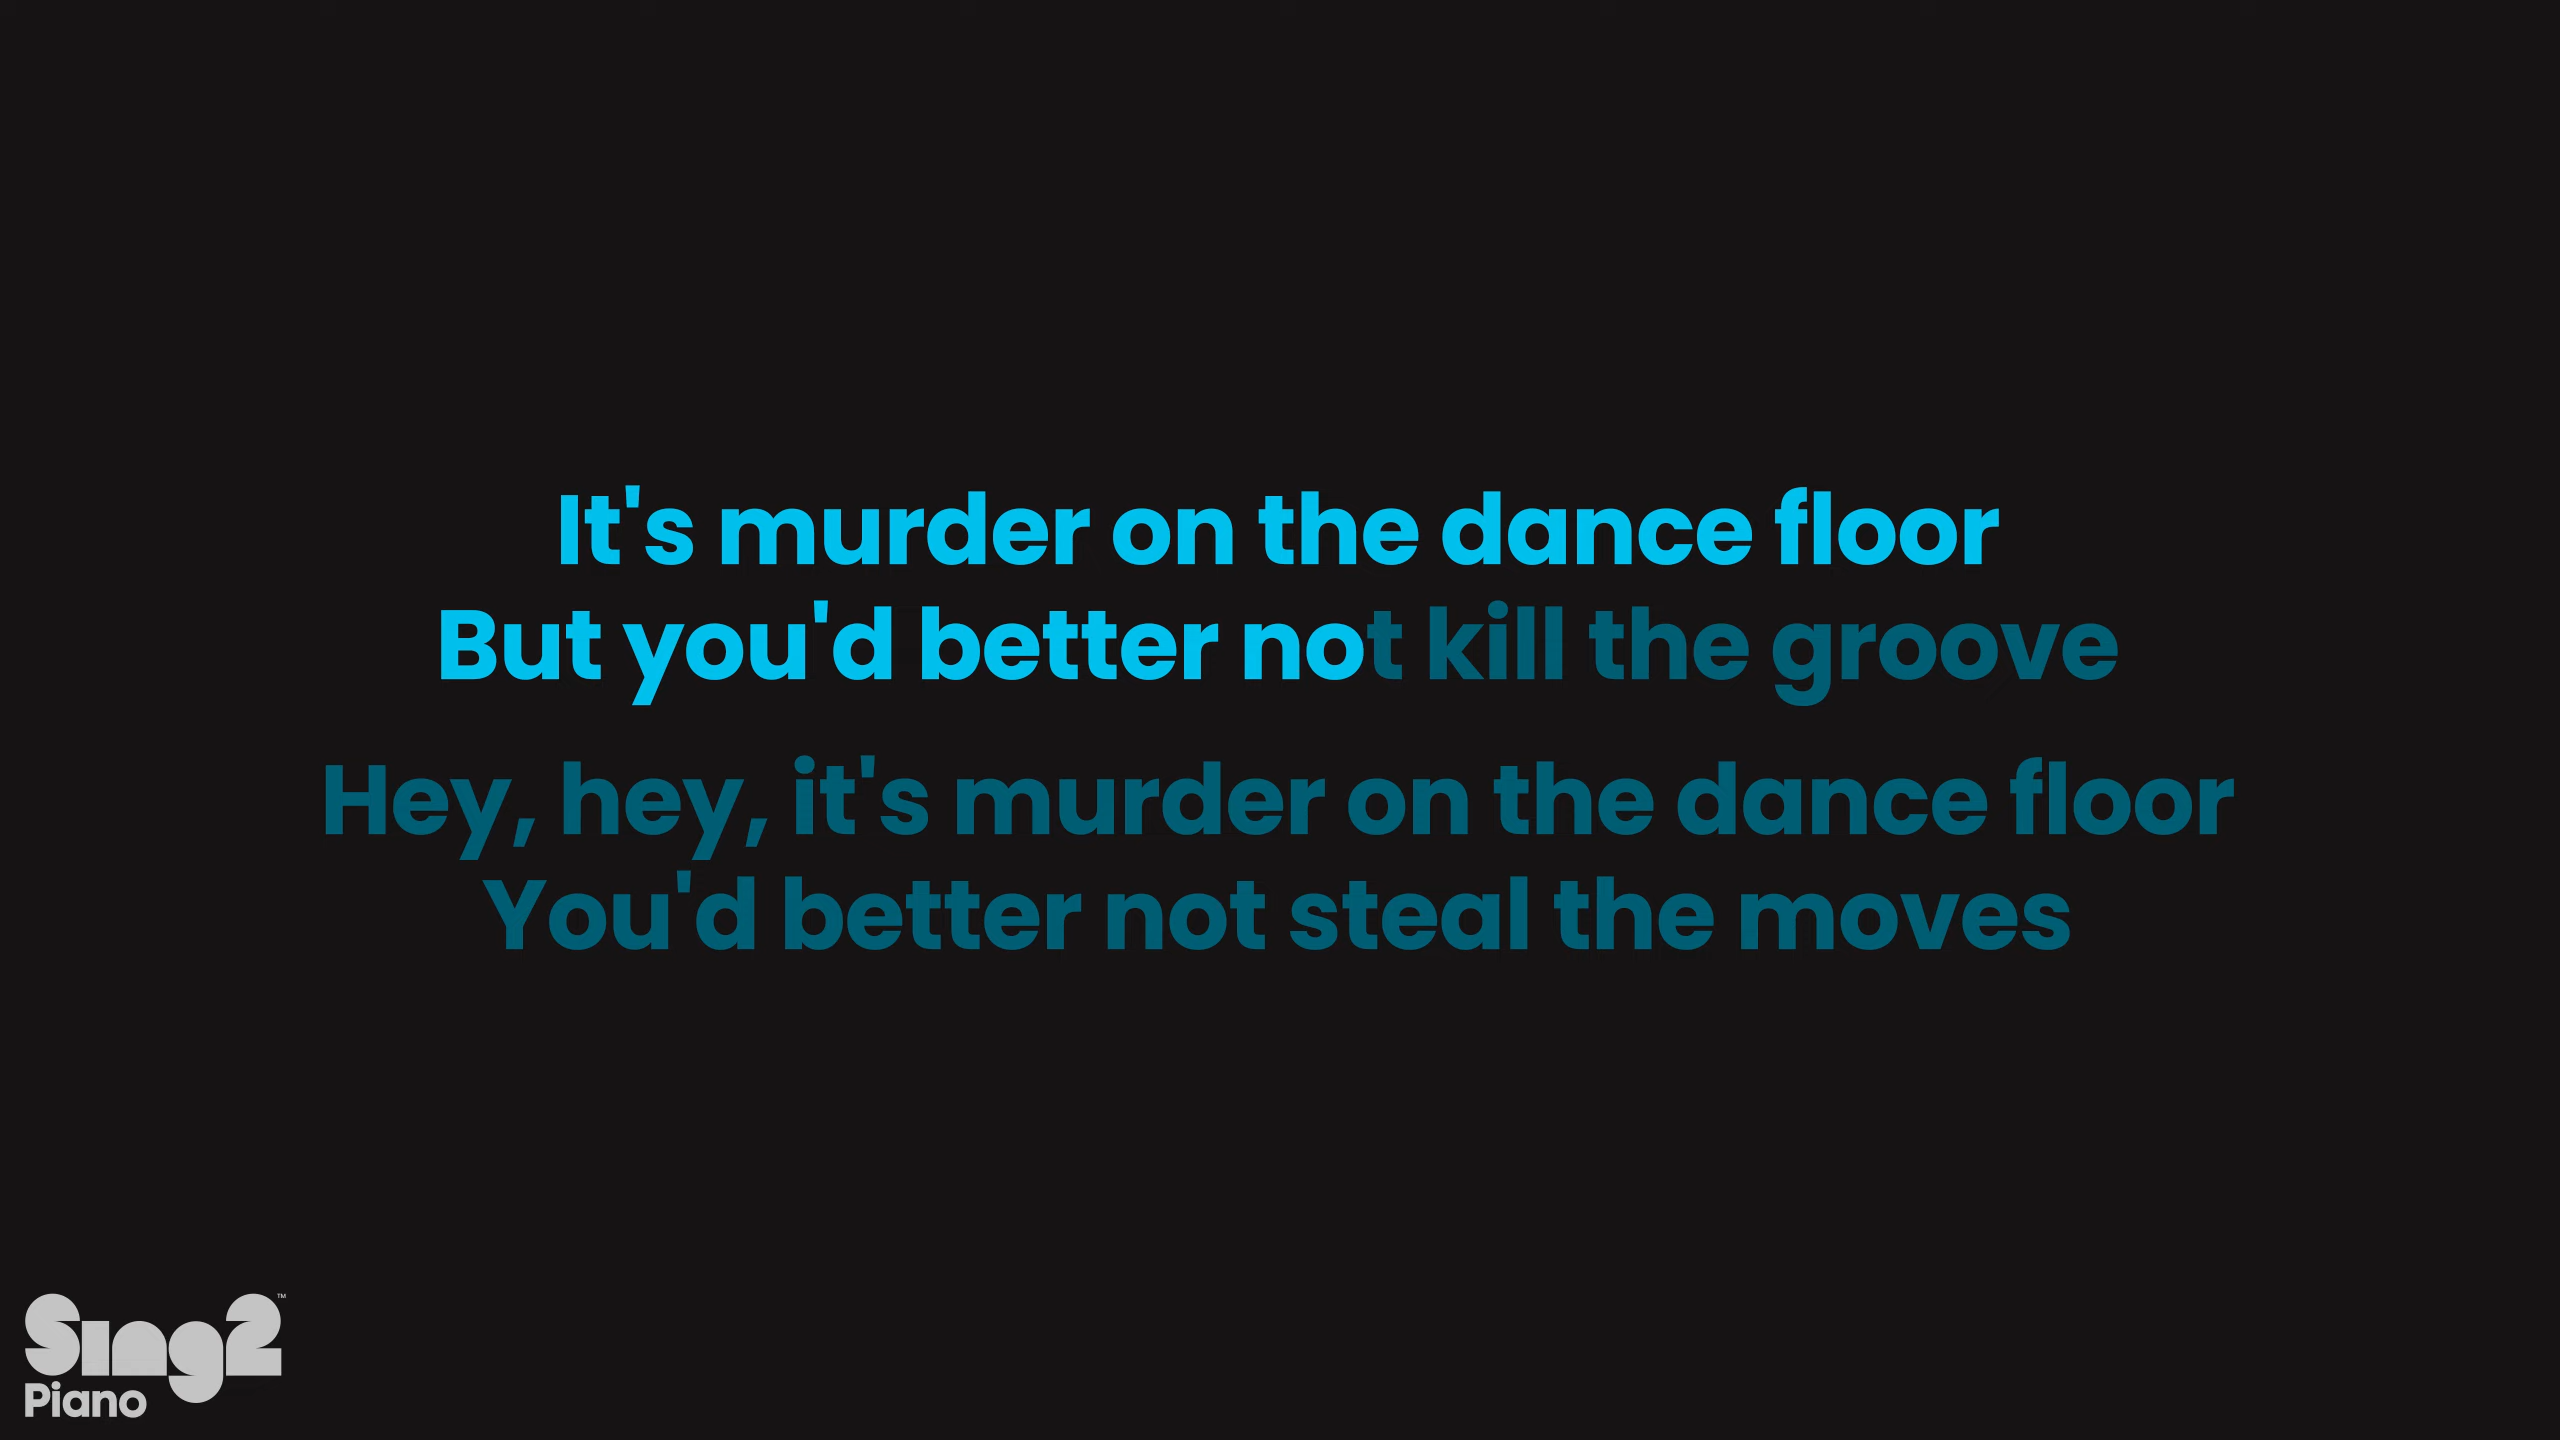 It's murder on the dance floor
But you'd better not kill the groove
Hey, hey, it's murder on the dance floor
You'd better not steal the moves
Sing2™
Piano